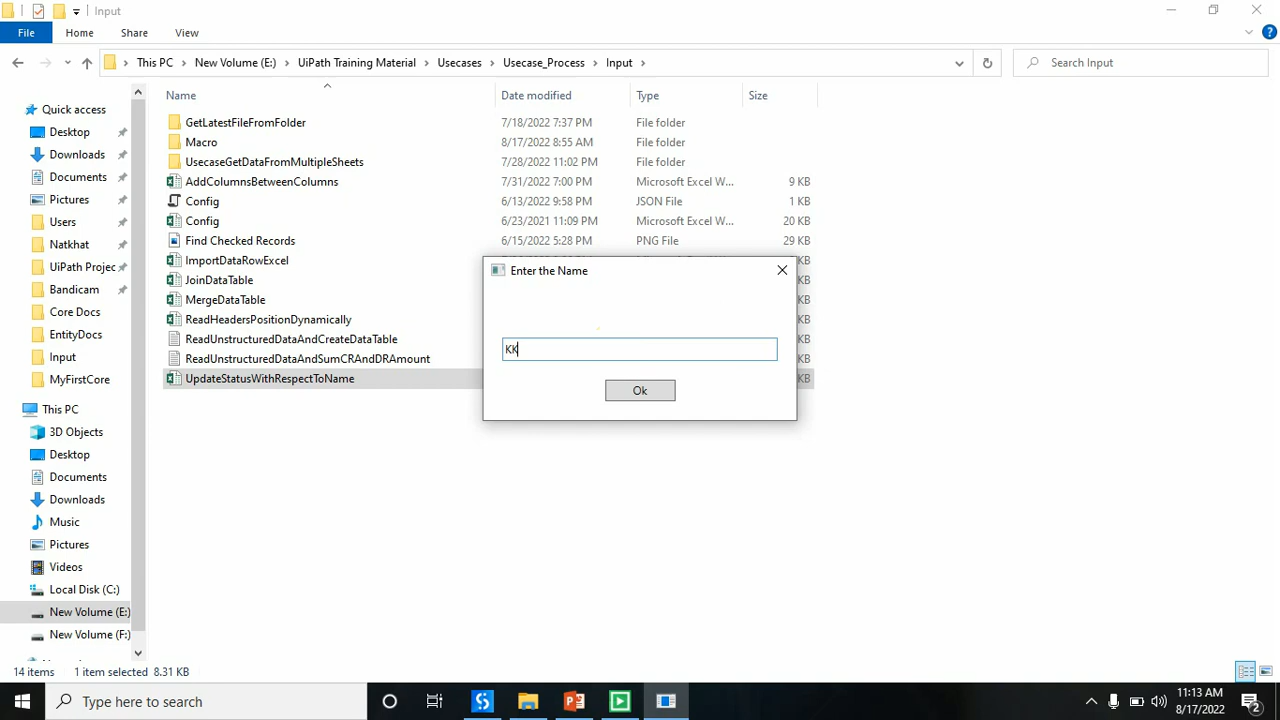 Input
File Home Share View
This PC New Volume (E:) UiPath Training Material Usecases Usecase_Process Input
Search Input
Name Date modified Type Size
Quick access
Desktop
Downloads
Documents
Pictures
Users
Natkhat
UiPath Projec
Bandicam
Core Docs
EntityDocs
Input
MyFirstCore
This PC
3D Objects
Desktop
Documents
Downloads
Music
Pictures
Videos
Local Disk (C:)
New Volume (E:)
New Volume (F:)
GetLatestFileFromFolder 7/18/2022 7:37 PM File folder
Macro 8/17/2022 8:55 AM File folder
UsecaseGetDataFromMultipleSheets 7/28/2022 11:02 PM File folder
AddColumnsBetweenColumns 7/31/2022 7:00 PM Microsoft Excel W... 9 KB
Config 6/13/2022 9:58 PM JSON File 1 KB
Config 6/23/2021 11:09 PM Microsoft Excel W... 20 KB
Find Checked Records 6/15/2022 5:28 PM PNG File 29 KB
ImportDataRowExcel KB
JoinDataTable KB
MergeDataTable KB
ReadHeadersPositionDynamically KB
ReadUnstructuredDataAndCreateDataTable KB
ReadUnstructuredDataAndSumCRAndDRAmount KB
UpdateStatusWithRespectToName KB
Enter the Name
KK
Ok
14 items 1 item selected 8.31 KB
Type here to search
11:13 AM
8/17/2022
2